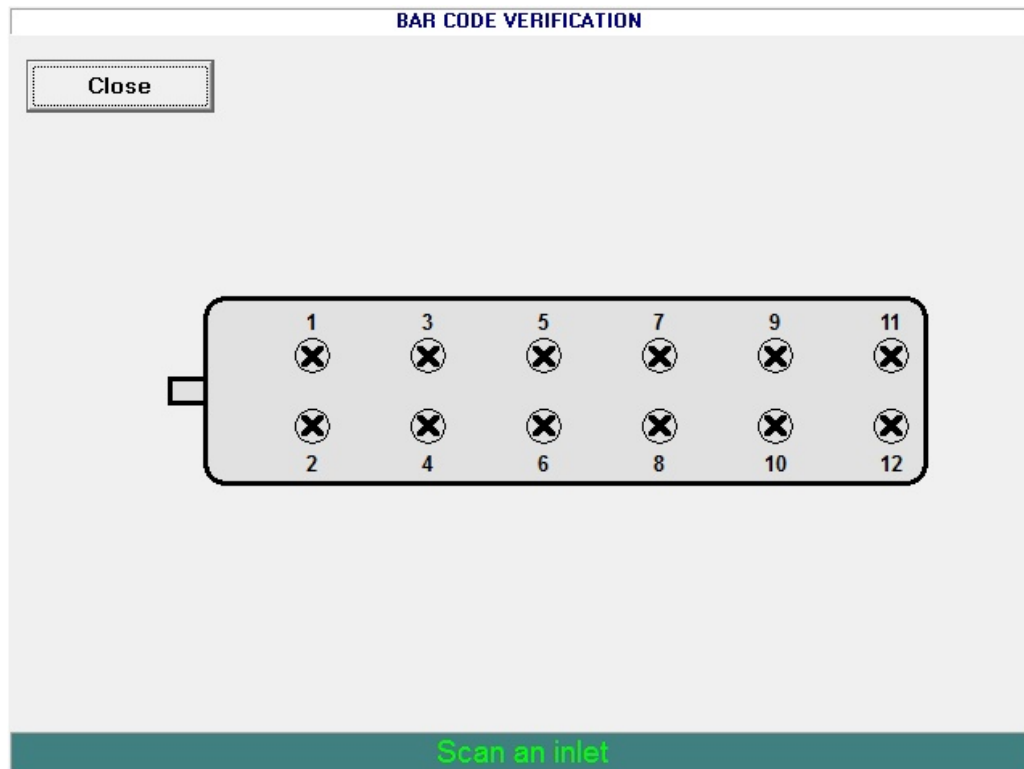 BAR CODE VERIFICATION
Close
1 3 5 7 9 11
2 4 6 8 10 12
Scan an inlet